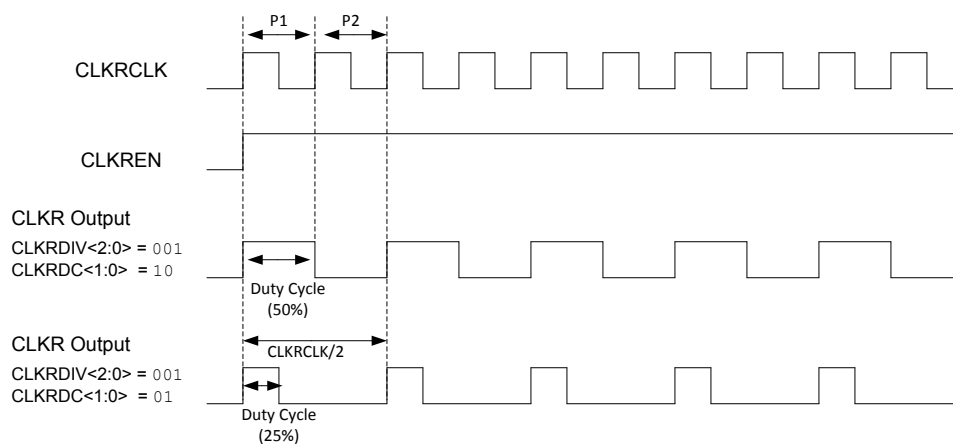 P1
P2
CLKRCLK
CLKREN
CLKR Output
CLKRDIV<2:0> = 001
CLKRDC<1:0> = 10
Duty Cycle
(50%)
CLKRCLK/2
CLKR Output
CLKRDIV<2:0> = 001
CLKRDC<1:0> = 01
Duty Cycle
(25%)